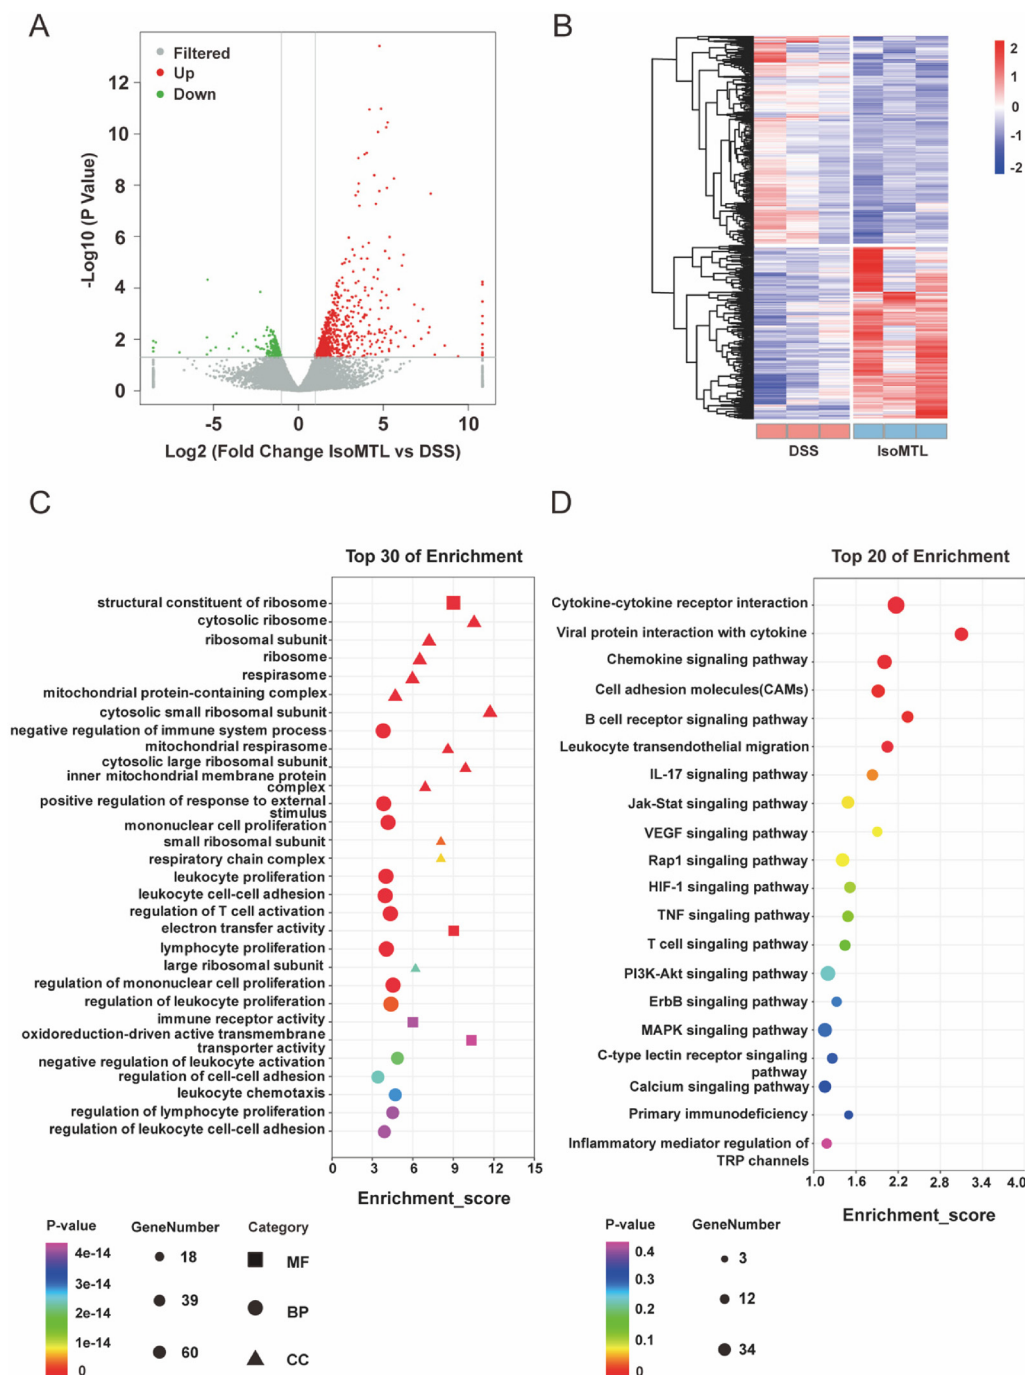 A
Filtered
Up
Down
12
10
8
6
4
2
0
-Log10 (P Value)
-5
0
5
10
Log2 (Fold Change IsoMTL vs DSS)
B
2
1
0
-1
-2
DSS
IsoMTL
C
Top 30 of Enrichment
structural constituent of ribosome
cytosolic ribosome
ribosomal subunit
ribosome
respirasome
mitochondrial protein-containing complex
cytosolic small ribosomal subunit
negative regulation of immune system process
mitochondrial respirasome
cytosolic large ribosomal subunit
inner mitochondrial membrane protein
complex
positive regulation of response to external
stimulus
mononuclear cell proliferation
small ribosomal subunit
respiratory chain complex
leukocyte proliferation
leukocyte cell-cell adhesion
regulation of T cell activation
electron transfer activity
lymphocyte proliferation
large ribosomal subunit
regulation of mononuclear cell proliferation
regulation of leukocyte proliferation
immune receptor activity
oxidoreduction-driven active transmembrane
transporter activity
negative regulation of leukocyte activation
regulation of cell-cell adhesion
leukocyte chemotaxis
regulation of lymphocyte proliferation
regulation of leukocyte cell-cell adhesion
0
3
6
9
12
15
Enrichment_score
P-value
4e-14
3e-14
2e-14
1e-14
0
GeneNumber
18
39
60
Category
MF
BP
CC
D
Top 20 of Enrichment
Cytokine-cytokine receptor interaction
Viral protein interaction with cytokine
Chemokine signaling pathway
Cell adhesion molecules(CAMs)
B cell receptor signaling pathway
Leukocyte transendothelial migration
IL-17 signaling pathway
Jak-Stat singaling pathway
VEGF singaling pathway
Rap1 singaling pathway
HIF-1 singaling pathway
TNF singaling pathway
T cell singaling pathway
PI3K-Akt singaling pathway
ErbB singaling pathway
MAPK singaling pathway
C-type lectin receptor singaling
pathway
Calcium singaling pathway
Primary immunodeficiency
Inflammatory mediator regulation of
TRP channels
1.0
1.6
2.2
2.8
3.4
4.0
Enrichment_score
P-value
0.4
0.3
0.2
0.1
0
GeneNumber
3
12
34